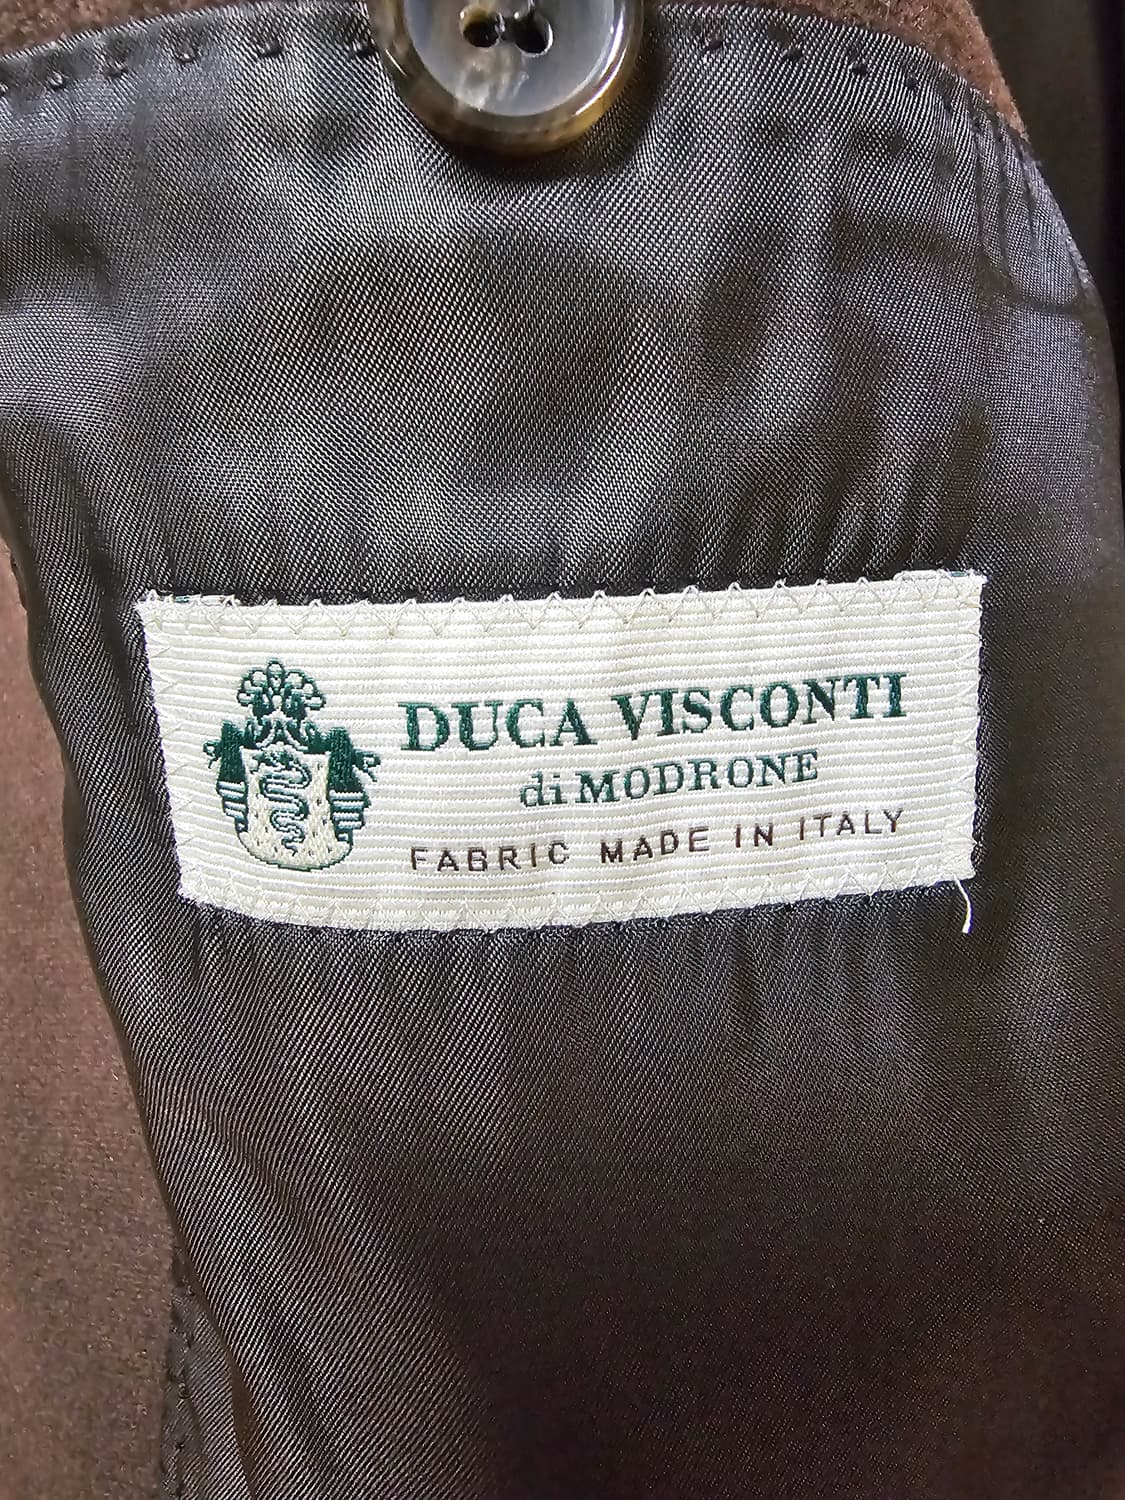 DUCA VISCONTI
di MODRONE
FABRIC MADE IN ITALY